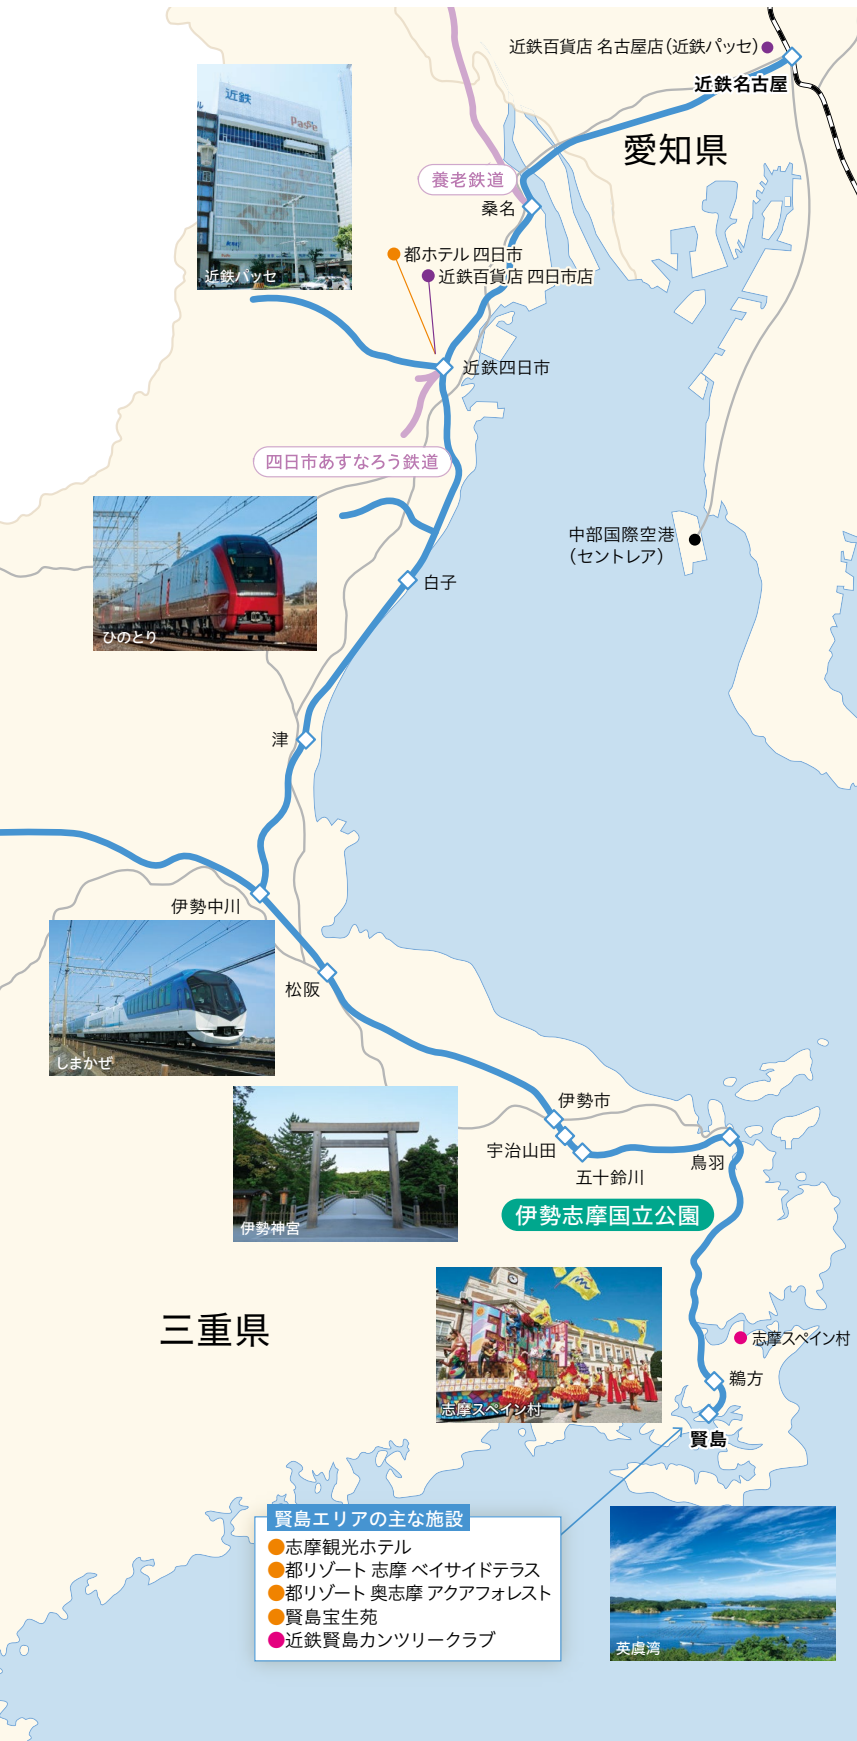 近鉄百貨店 名古屋店(近鉄パッセ)
近鉄名古屋
愛知県
近鉄
Passe
近鉄パッセ
養老鉄道
桑名
都ホテル 四日市
近鉄百貨店 四日市店
近鉄四日市
四日市あすなろう鉄道
中部国際空港
(セントレア)
ひのとり
白子
津
伊勢中川
松阪
しまかぜ
伊勢市
宇治山田
五十鈴川
鳥羽
伊勢神宮
伊勢志摩国立公園
三重県
志摩スペイン村
志摩スペイン村
鵜方
賢島
賢島エリアの主な施設
志摩観光ホテル
都リゾート 志摩 ベイサイドテラス
都リゾート 奥志摩 アクアフォレスト
賢島宝生苑
近鉄賢島カンツリークラブ
英虞湾